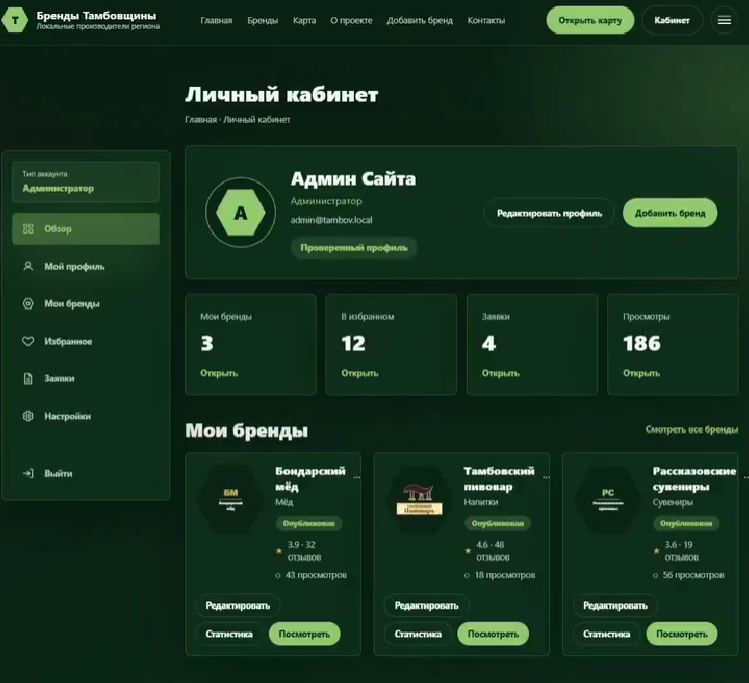 Т
Бренды Тамбовщины
Локальные производители региона
Главная
Бренды
Карта
О проекте
Добавить бренд
Контакты
Открыть карту
Кабинет
Личный кабинет
Главная · Личный кабинет
Тип аккаунта
Администратор
Обзор
Мой профиль
Мои бренды
Избранное
Заявки
Настройки
Выйти
А
Админ Сайта
Администратор
admin@tambov.local
Проверенный профиль
Редактировать профиль
Добавить бренд
Мои бренды
3
Открыть
В избранном
12
Открыть
Заявки
4
Открыть
Просмотры
186
Открыть
Мои бренды
Смотреть все бренды
БМ
Бондарский
мёд
Бондарский
мёд
...
Мёд
Опубликован
3.9 · 32
отзывов
43 просмотров
Редактировать
Статистика
Посмотреть
Тамбовский
пивовар
...
Напитки
Опубликован
4.6 · 48
отзывов
18 просмотров
Редактировать
Статистика
Посмотреть
РС
Рассказовские
сувениры
...
Сувениры
Опубликован
3.6 · 19
отзывов
56 просмотров
Редактировать
Статистика
Посмотреть